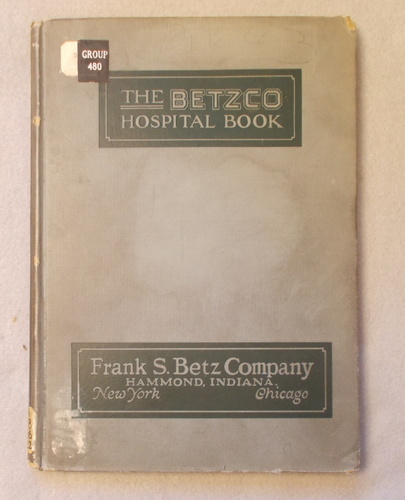 GROUP
480
THE BETZCO
HOSPITAL BOOK
Frank S. Betz Company
HAMMOND, INDIANA.
New York Chicago